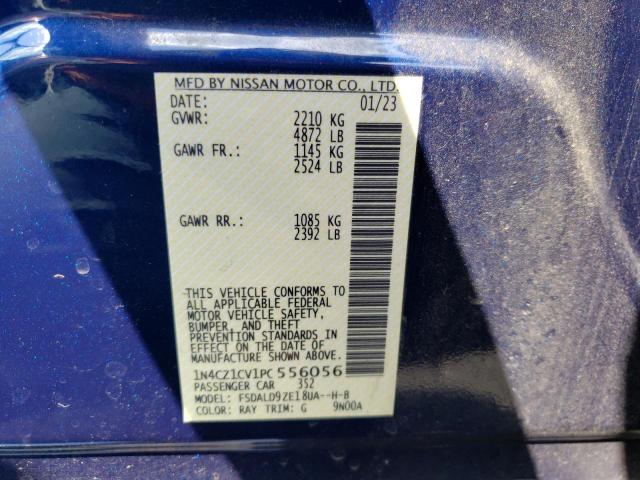 MFD BY NISSAN MOTOR CO., LTD.
DATE: 01/23
GVWR: 2210 KG
4872 LB
GAWR FR.: 1145 KG
2524 LB
GAWR RR.: 1085 KG
2392 LB
THIS VEHICLE CONFORMS TO
ALL APPLICABLE FEDERAL
MOTOR VEHICLE SAFETY,
BUMPER, AND THEFT
PREVENTION STANDARDS IN
EFFECT ON THE DATE OF
MANUFACTURE SHOWN ABOVE.
1N4CZ1CV1PC556056
PASSENGER CAR 352
MODEL: FSDALD9ZE18UA--H-B
COLOR: RAY TRIM: G 9N00A